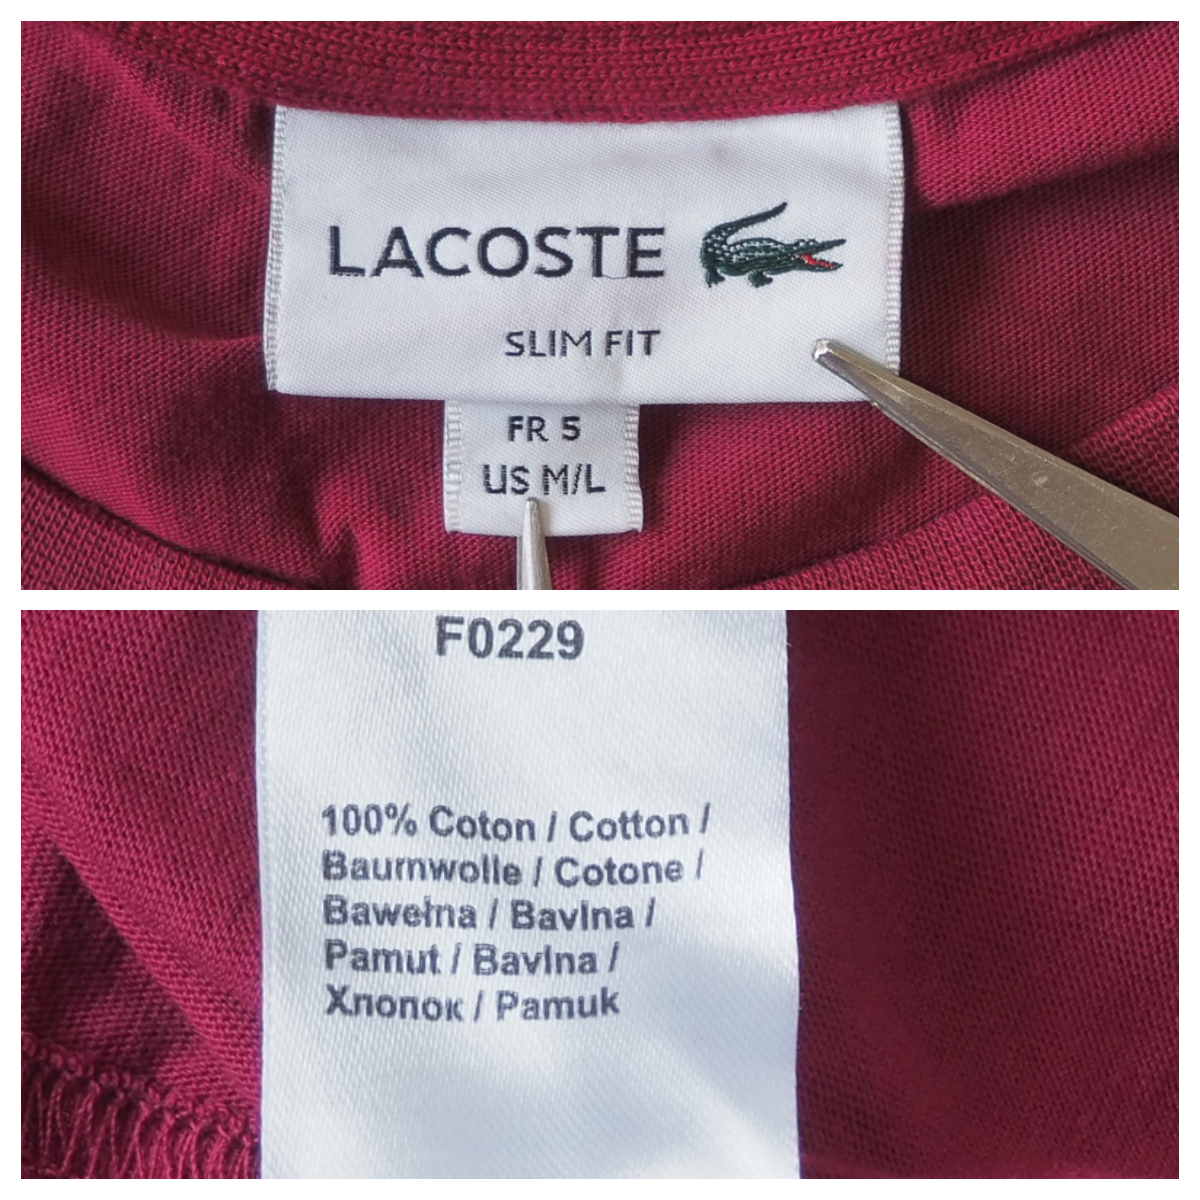 LACOSTE
SLIM FIT
FR 5
US M/L
F0229
100% Coton / Cotton /
Baumwolle / Cotone /
Bawełna / Bavlna /
Pamut / Bavlna /
Хлопок / Pamuk